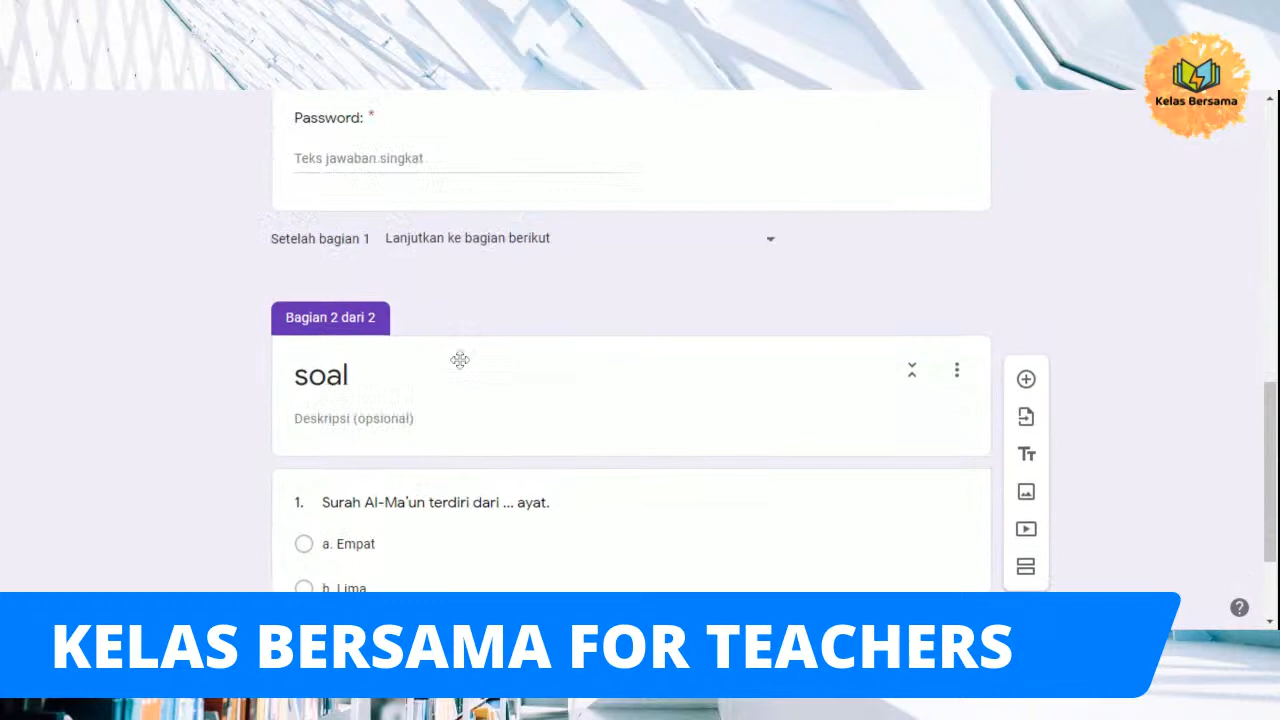 Kelas Bersama
Password: *
Teks jawaban singkat
Setelah bagian 1 Lanjutkan ke bagian berikut
Bagian 2 dari 2
soal
Deskripsi (opsional)
1. Surah Al-Ma'un terdiri dari ... ayat.
a. Empat
b. Lima
KELAS BERSAMA FOR TEACHERS